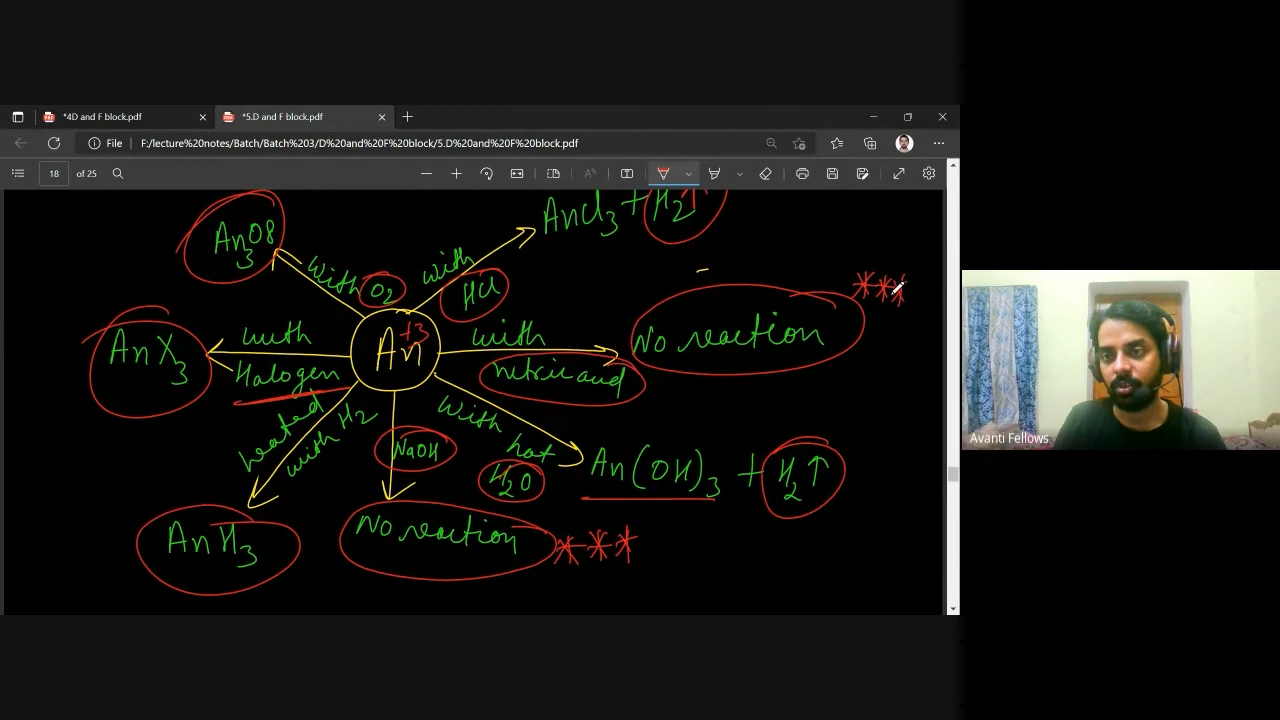 *4D and F block.pdf
*5.D and F block.pdf
File
F:/lecture%20notes/Batch/Batch%203/D%20and%20F%20block/5.D%20and%20F%20block.pdf
18 of 25
AnCl3 + H2↑
An3O8
with O2
with HCl
An +3
with Halogen
AnX3
with nitric acid
No reaction ***
heated with H2
AnH3
NaOH
No reaction ***
with hot H2O
An(OH)3 + H2↑
Avanti Fellows